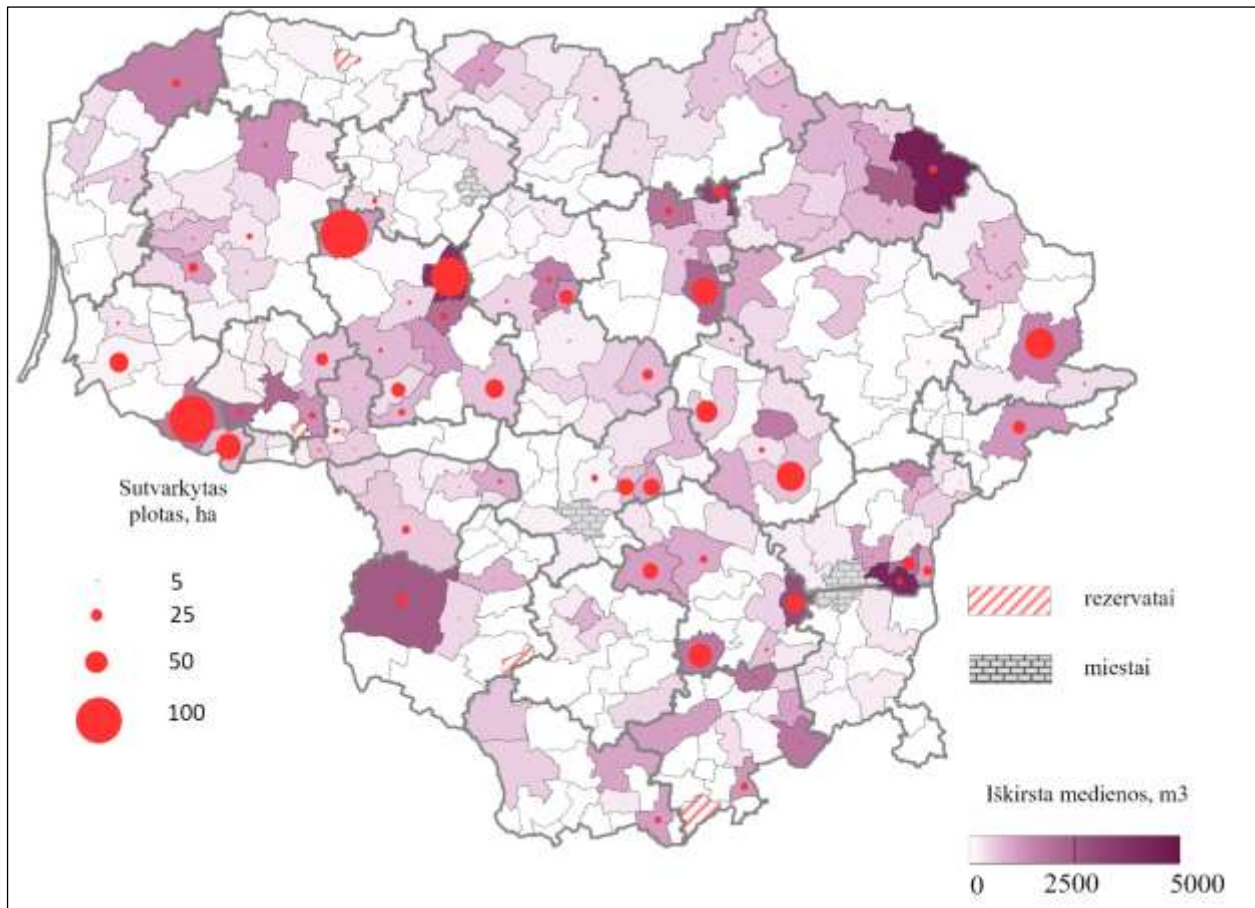 Sutvarkytas
plotas, ha
5
25
50
100
rezervatai
miestai
Iškirsta medienos, m3
0 2500 5000